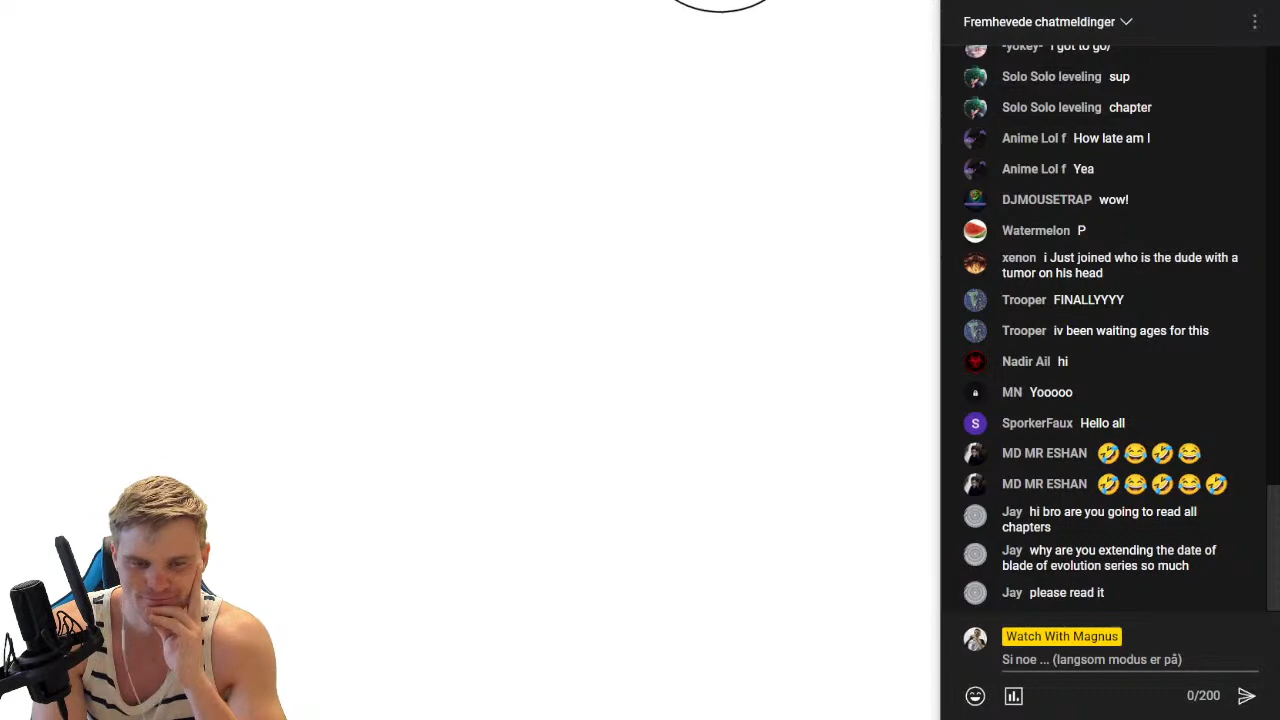 Fremhevede chatmeldinger
-yokey- I got to go)
Solo Solo leveling sup
Solo Solo leveling chapter
Anime Lol f How late am I
Anime Lol f Yea
DJMOUSETRAP wow!
Watermelon P
xenon i Just joined who is the dude with a
tumor on his head
Trooper FINALLYYYY
Trooper iv been waiting ages for this
Nadir Ail hi
MN Yooooo
S SporkerFaux Hello all
MD MR ESHAN 🤣😂🤣😂
MD MR ESHAN 🤣😂🤣😂🤣
Jay hi bro are you going to read all
chapters
Jay why are you extending the date of
blade of evolution series so much
Jay please read it
Watch With Magnus
Si noe ... (langsom modus er på)
0/200